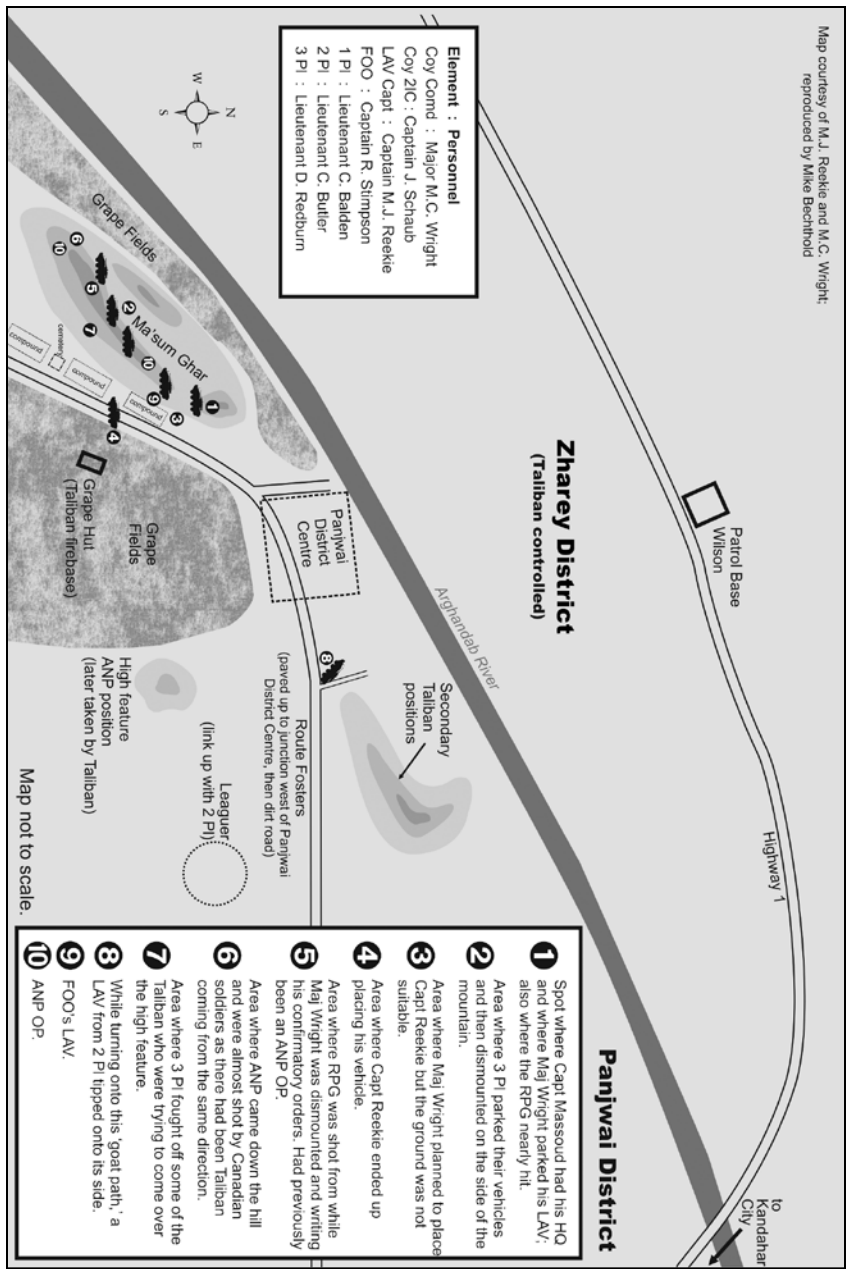 Map courtesy of M.J. Reekie and M.C. Wright;
reproduced by Mike Bechthold
Element : Personnel
Coy Comd : Major M.C. Wright
Coy 2IC : Captain J. Schaub
LAV Capt : Captain M.J. Reekie
FOO : Captain R. Stimpson
1 Pl : Lieutenant C. Balden
2 Pl : Lieutenant C. Butler
3 Pl : Lieutenant D. Redburn
N
W
E
S
Patrol Base
Wilson
Highway 1
to
Kandahar
City
Zharey District
(Taliban controlled)
Panjwai District
Arghandab River
Grape Fields
Ma'sum Ghar
6
10
5
2
7
10
9
3
1
4
8
compound
cemetery
compound
compound
Grape Hut
(Taliban firebase)
Grape
Fields
Panjwai
District
Centre
Secondary
Taliban
positions
Route Fosters
(paved up to junction west of Panjwai
District Centre, then dirt road)
High feature
ANP position
(later taken by Taliban)
Leaguer
(link up with 2 Pl)
Map not to scale.
1 Spot where Capt Massoud had his HQ
and where Maj Wright parked his LAV;
also where the RPG nearly hit.
2 Area where 3 Pl parked their vehicles
and then dismounted on the side of the
mountain.
3 Area where Maj Wright planned to place
Capt Reekie but the ground was not
suitable.
4 Area where Capt Reekie ended up
placing his vehicle.
5 Area where RPG was shot from while
Maj Wright was dismounted and writing
his confirmatory orders. Had previously
been an ANP OP.
6 Area where ANP came down the hill
and were almost shot by Canadian
soldiers as there had been Taliban
coming from the same direction.
7 Area where 3 Pl fought off some of the
Taliban who were trying to come over
the high feature.
8 While turning onto this 'goat path,' a
LAV from 2 Pl tipped onto its side.
9 FOO's LAV.
10 ANP OP.